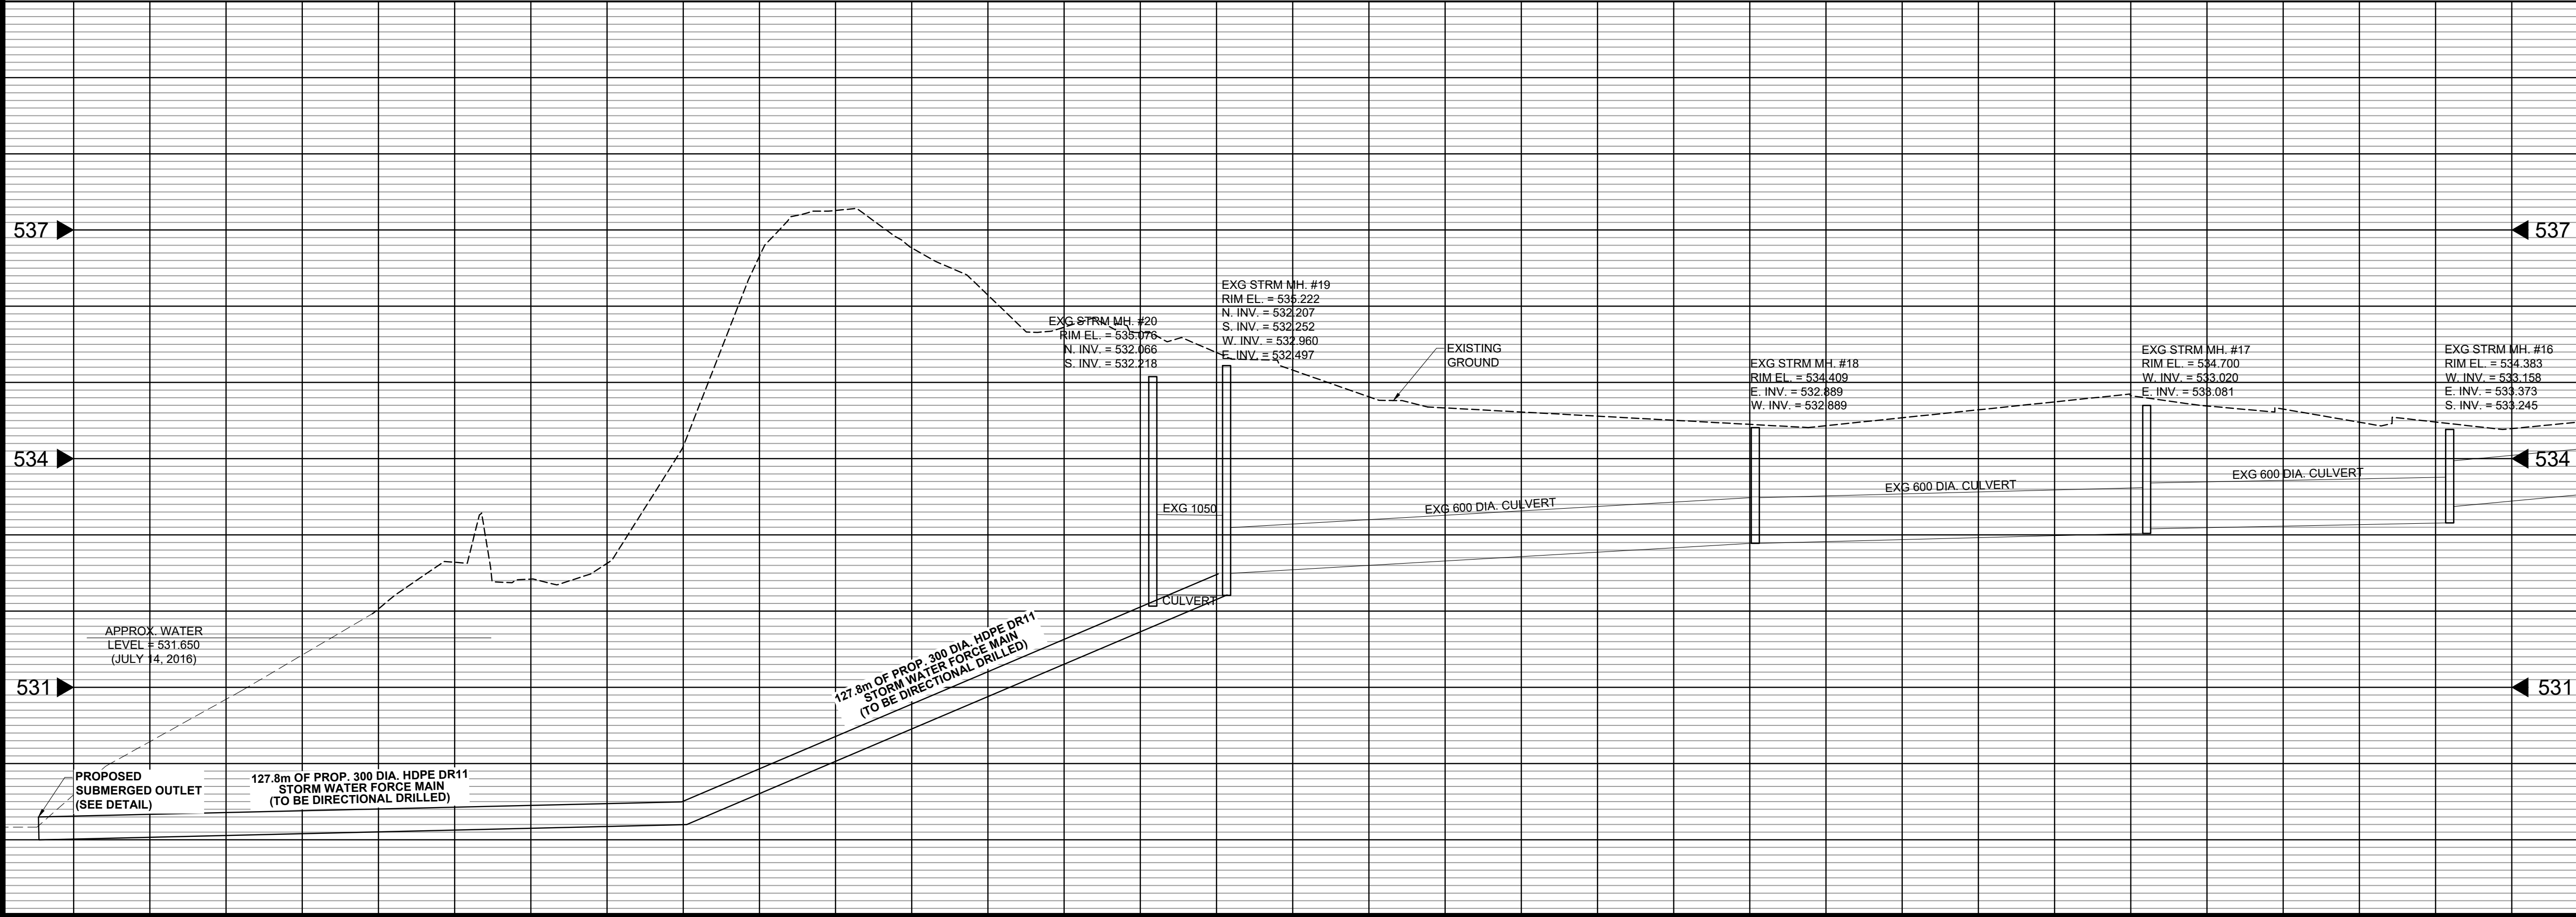 537
537
EXG STRM MH. #20
RIM EL. = 535.076
N. INV. = 532.066
S. INV. = 532.218
EXG STRM MH. #19
RIM EL. = 535.222
N. INV. = 532.207
S. INV. = 532.252
W. INV. = 532.960
E. INV. = 532.497
EXISTING
GROUND
EXG STRM MH. #18
RIM EL. = 534.409
E. INV. = 532.889
W. INV. = 532.889
EXG STRM MH. #17
RIM EL. = 534.700
W. INV. = 533.020
E. INV. = 533.081
EXG STRM MH. #16
RIM EL. = 534.383
W. INV. = 533.158
E. INV. = 533.373
S. INV. = 533.245
534
534
EXG 1050
CULVERT
EXG 600 DIA. CULVERT
EXG 600 DIA. CULVERT
EXG 600 DIA. CULVERT
APPROX. WATER
LEVEL = 531.650
(JULY 14, 2016)
127.8m OF PROP. 300 DIA. HDPE DR11
STORM WATER FORCE MAIN
(TO BE DIRECTIONAL DRILLED)
531
531
PROPOSED
SUBMERGED OUTLET
(SEE DETAIL)
127.8m OF PROP. 300 DIA. HDPE DR11
STORM WATER FORCE MAIN
(TO BE DIRECTIONAL DRILLED)